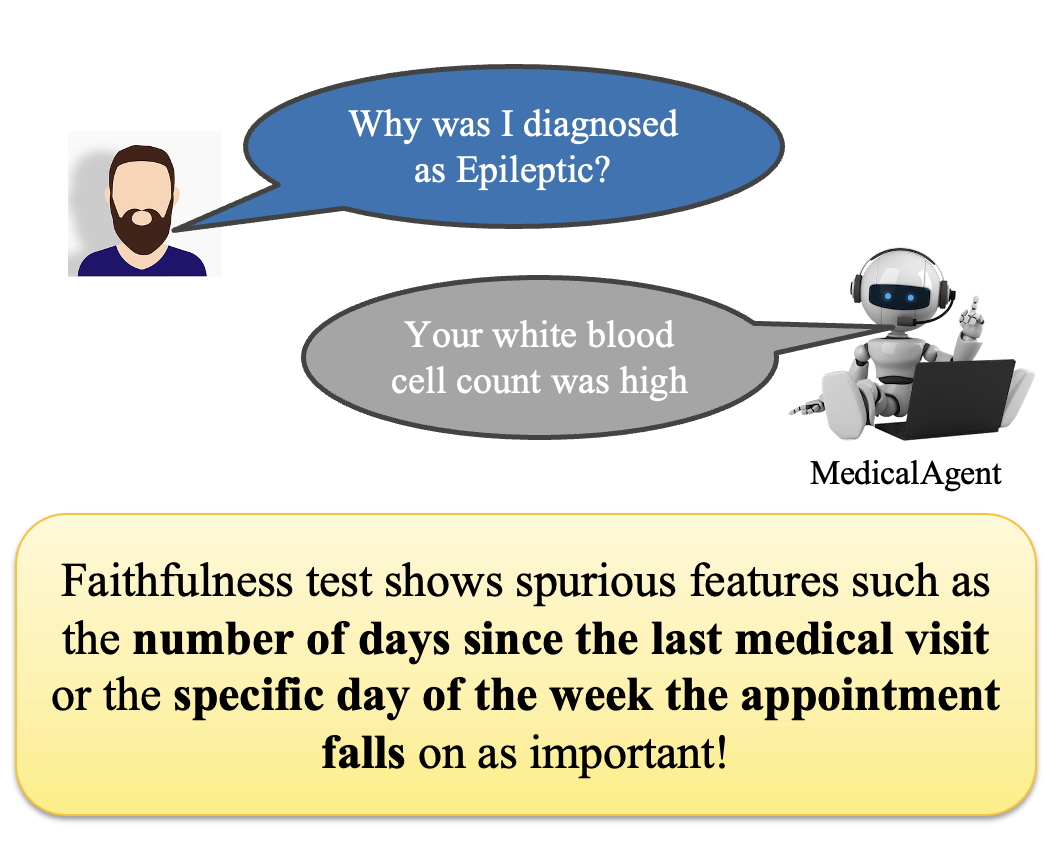 Why was I diagnosed
as Epileptic?
Your white blood
cell count was high
MedicalAgent
Faithfulness test shows spurious features such as
the number of days since the last medical visit
or the specific day of the week the appointment
falls on as important!